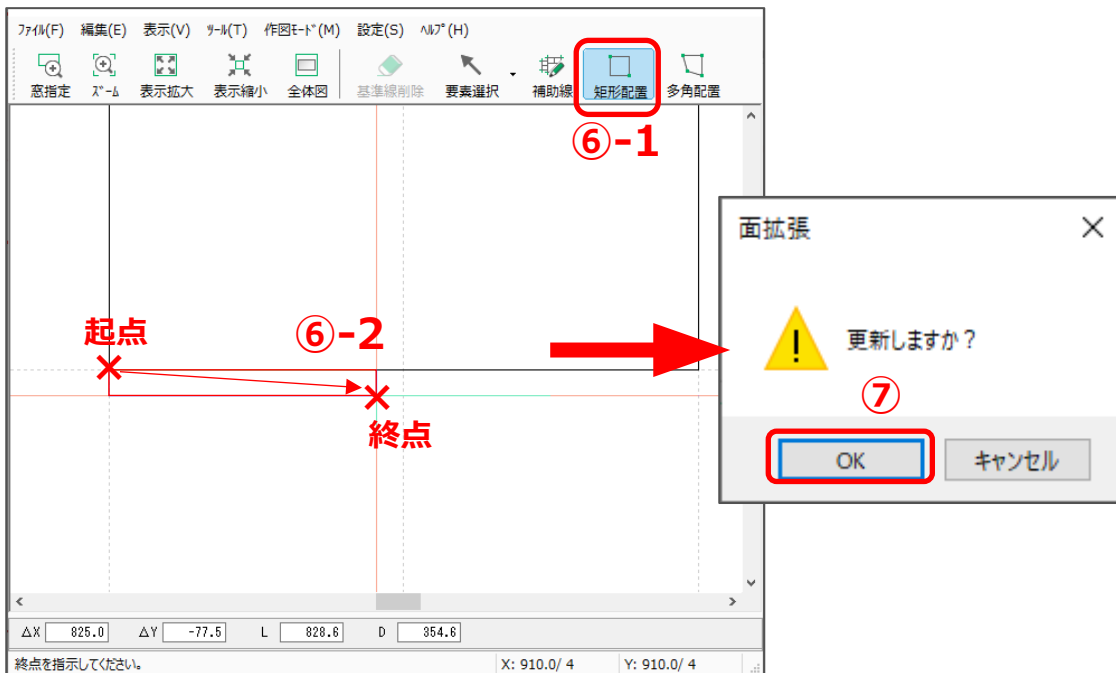 ﾌｧｲﾙ(F) 編集(E) 表示(V) ﾂｰﾙ(T) 作図ﾓｰﾄﾞ(M) 設定(S) ﾍﾙﾌﾟ(H)
窓指定 ｽﾞｰﾑ 表示拡大 表示縮小 全体図 基準線削除 要素選択 補助線 矩形配置 多角配置
⑥-1
起点
⑥-2
終点
面拡張
更新しますか？
⑦
OK キャンセル
△X 825.0 △Y -77.5 L 828.6 D 354.6
終点を指示してください。 X: 910.0/ 4 Y: 910.0/ 4